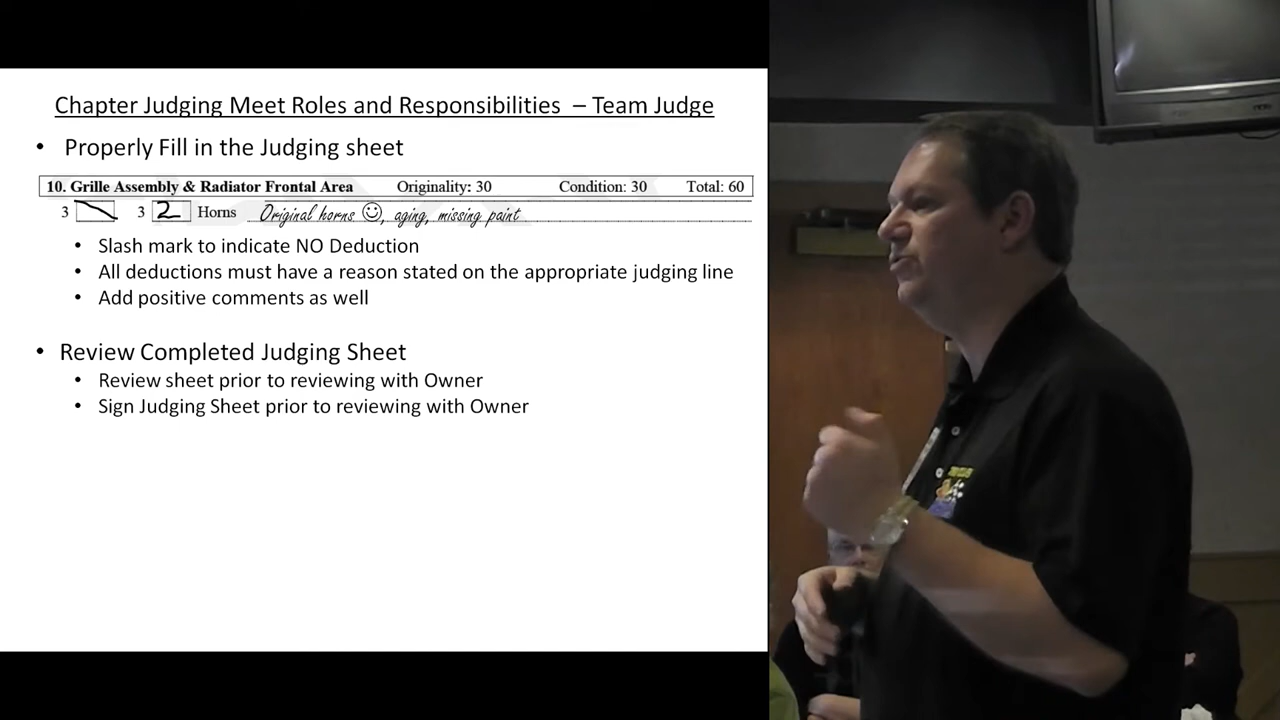 Chapter Judging Meet Roles and Responsibilities – Team Judge
• Properly Fill in the Judging sheet
10. Grille Assembly & Radiator Frontal Area Originality: 30 Condition: 30 Total: 60
3 3 2 Horns Original horns ☺, aging, missing paint
• Slash mark to indicate NO Deduction
• All deductions must have a reason stated on the appropriate judging line
• Add positive comments as well
• Review Completed Judging Sheet
• Review sheet prior to reviewing with Owner
• Sign Judging Sheet prior to reviewing with Owner